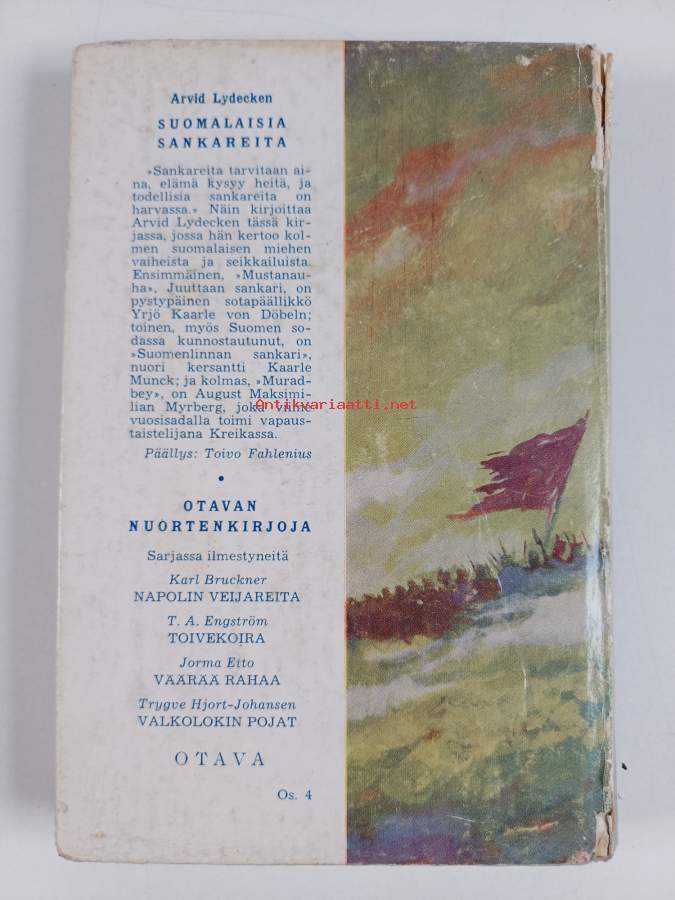 Arvid Lydecken
SUOMALAISIA
SANKAREITA
»Sankareita tarvitaan ai-
na, elämä kysyy heitä, ja
todellisia sankareita on
harvassa.» Näin kirjoittaa
Arvid Lydecken tässä kir-
jassa, jossa hän kertoo kol-
men suomalaisen miehen
vaiheista ja seikkailuista.
Ensimmäinen, »Mustanau-
ha», Juuttaan sankari, on
pystypäinen sotapäällikkö
Yrjö Kaarle von Döbeln;
toinen, myös Suomen so-
dassa kunnostautunut, on
»Suomenlinnan sankari»,
nuori kersantti Kaarle
Munck; ja kolmas, »Murad-
bey», on August Maksimi-
lian Myrberg, joka viime
vuosisadalla toimi vapaus-
taistelijana Kreikassa.
Päällys: Toivo Fahlenius
•
OTAVAN
NUORTENKIRJOJA
Sarjassa ilmestyneitä
Karl Bruckner
NAPOLIN VEIJAREITA
T. A. Engström
TOIVEKOIRA
Jorma Etto
VÄÄRÄÄ RAHAA
Trygve Hjort-Johansen
VALKOLOKIN POJAT
OTAVA
Os. 4
Antikvariaatti.net